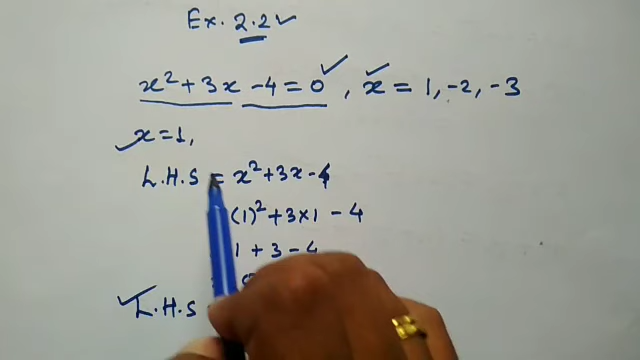 Ex. 2.2 ✓
x² + 3x - 4 = 0 ✓, x = 1, -2, -3
x = 1,
L.H.S = x² + 3x - 4
(1)² + 3×1 - 4
1 + 3 - 4
L.H.S